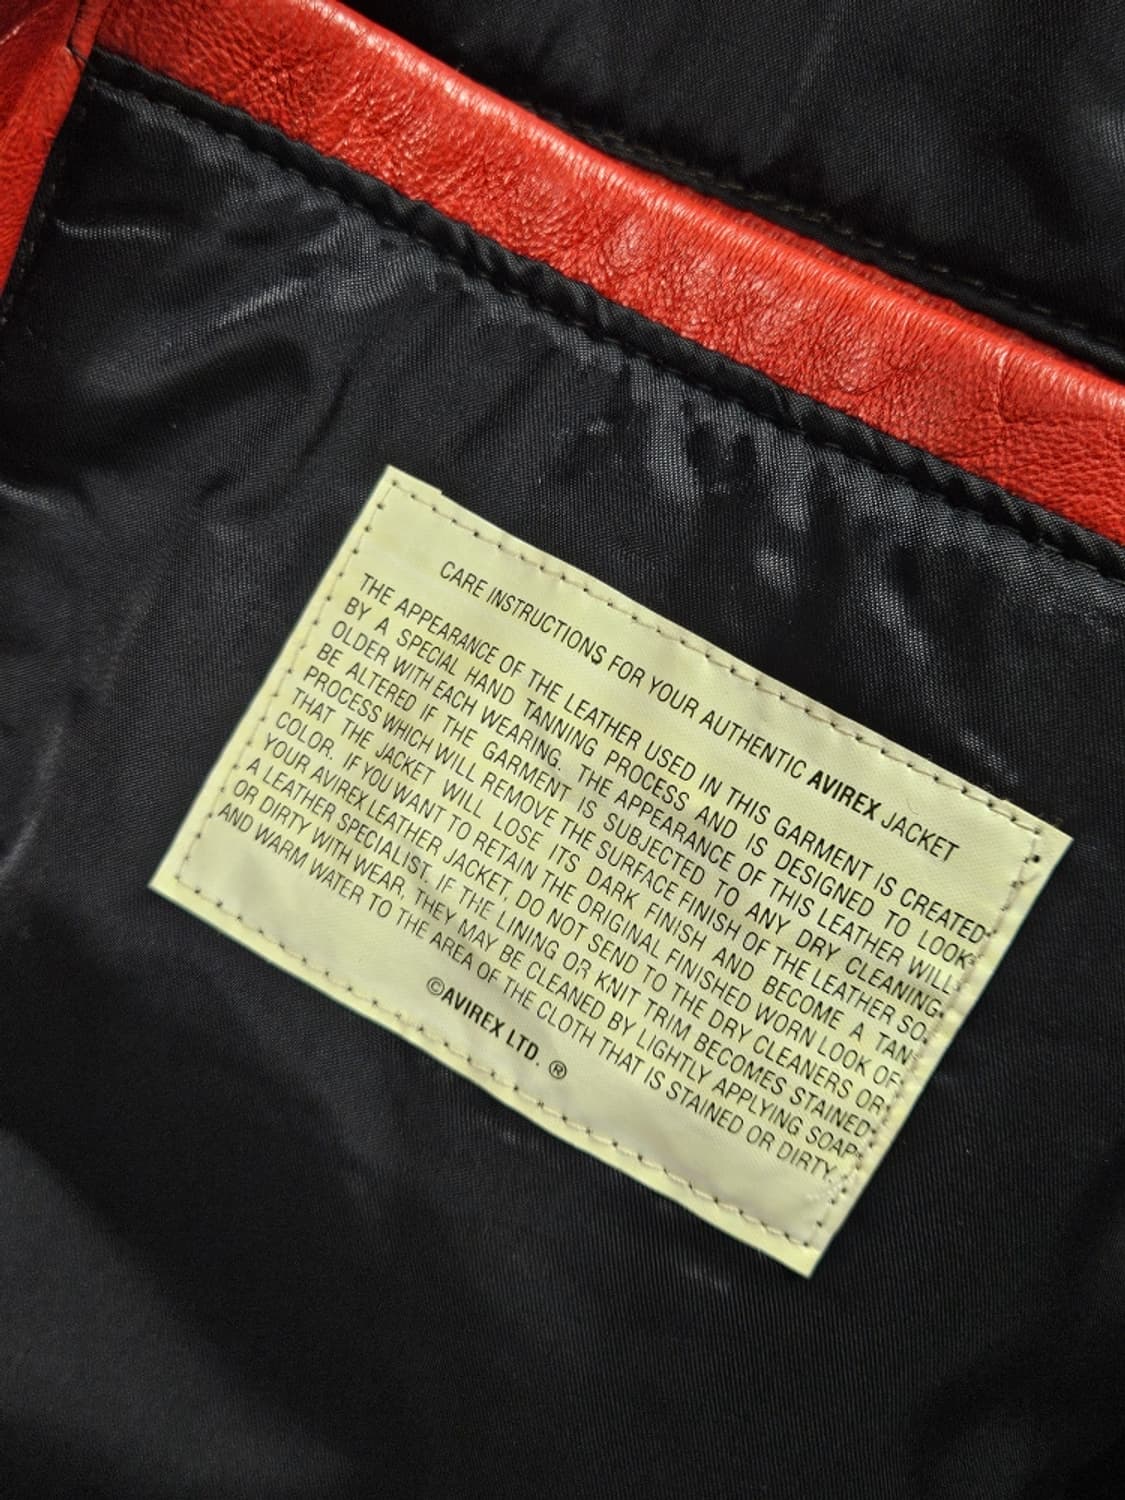 CARE INSTRUCTIONS FOR YOUR AUTHENTIC AVIREX JACKET
THE APPEARANCE OF THE LEATHER USED IN THIS GARMENT IS CREATED
BY A SPECIAL HAND TANNING PROCESS AND IS DESIGNED TO LOOK
OLDER WITH EACH WEARING. THE APPEARANCE OF THIS LEATHER WILL
BE ALTERED IF THE GARMENT IS SUBJECTED TO ANY DRY CLEANING
PROCESS WHICH WILL REMOVE THE SURFACE FINISH OF THE LEATHER SO
THAT THE JACKET WILL LOSE ITS DARK FINISH AND BECOME A TAN
COLOR. IF YOU WANT TO RETAIN THE ORIGINAL FINISHED WORN LOOK OF
YOUR AVIREX LEATHER JACKET, DO NOT SEND TO THE DRY CLEANERS OR
A LEATHER SPECIALIST. IF THE LINING OR KNIT TRIM BECOMES STAINED
OR DIRTY WITH WEAR, THEY MAY BE CLEANED BY LIGHTLY APPLYING SOAP
AND WARM WATER TO THE AREA OF THE CLOTH THAT IS STAINED OR DIRTY.
©AVIREX LTD. ®